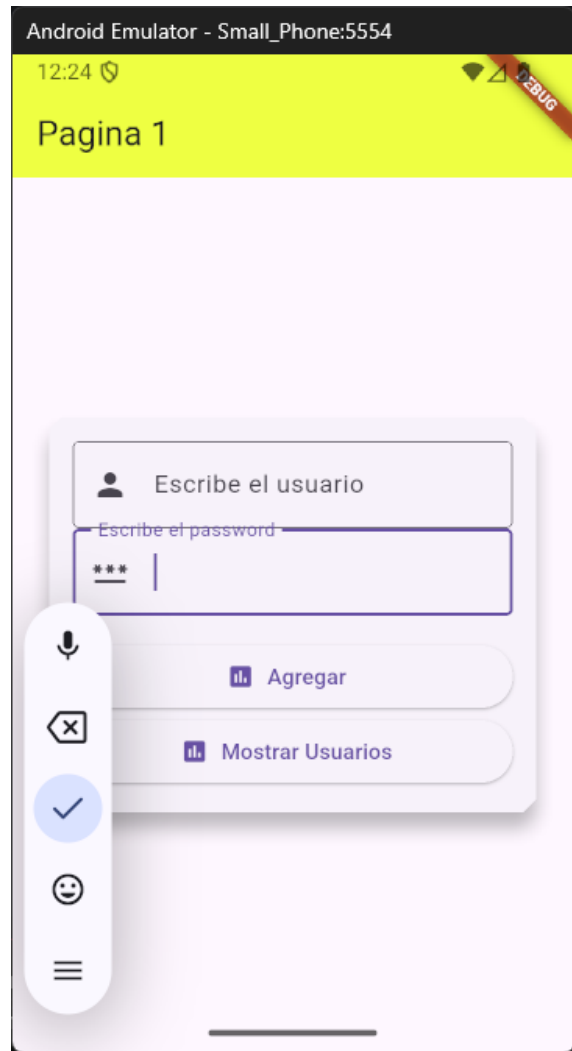 Android Emulator - Small_Phone:5554
12:24
DEBUG
Pagina 1
Escribe el usuario
Escribe el password
***
Agregar
Mostrar Usuarios